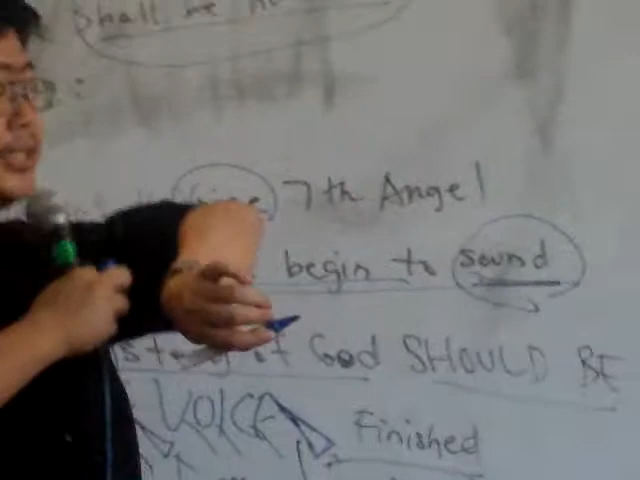 shall be
7th Angel
begin to sound
of God SHOULD BE
VOICE Finished